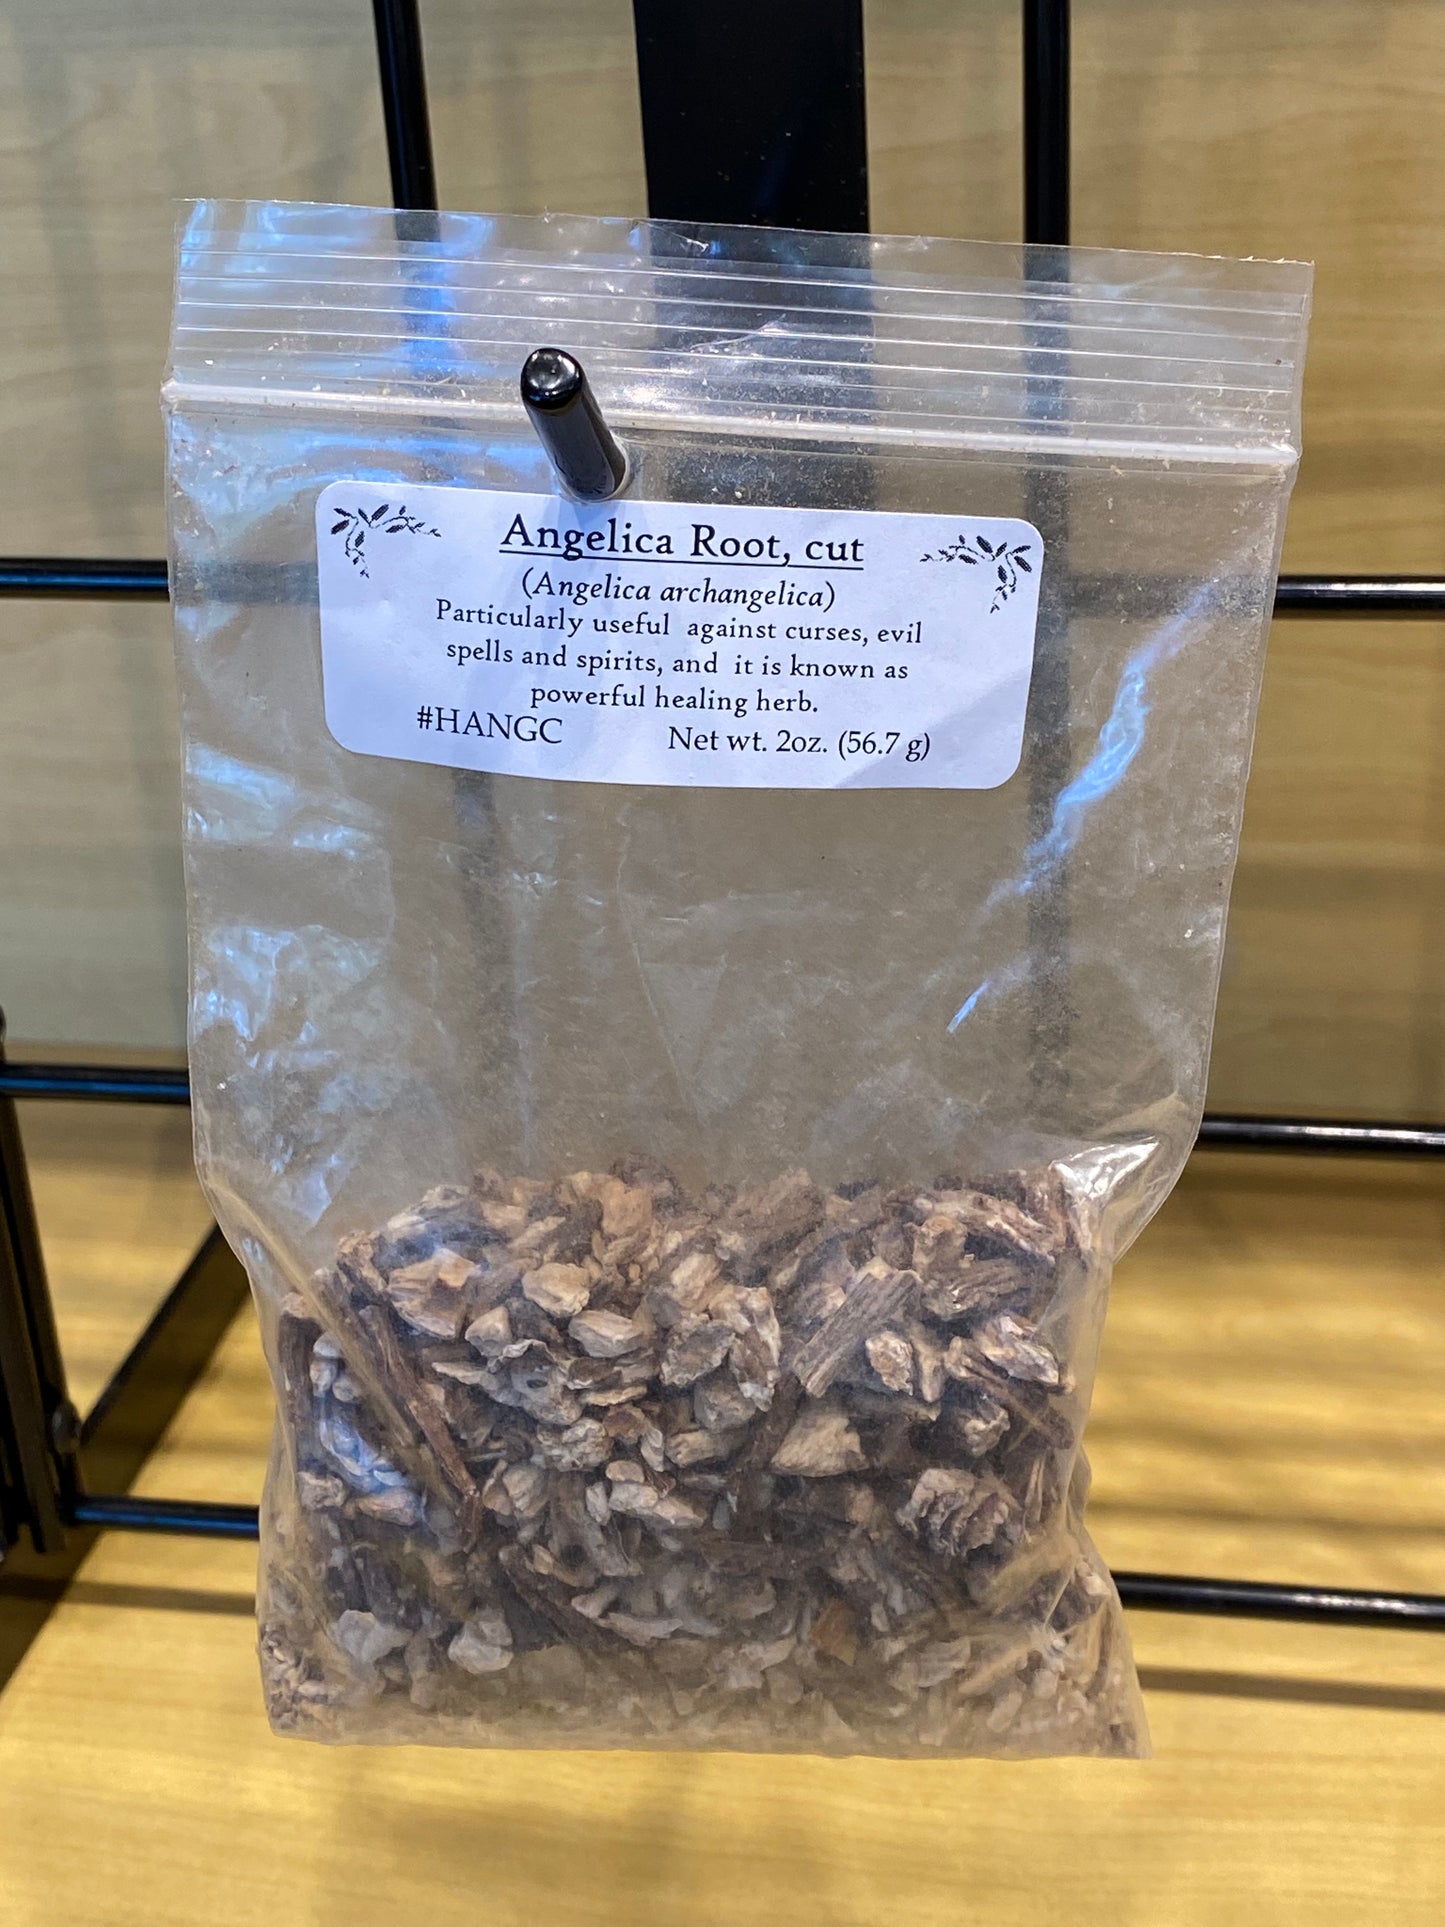 Angelica Root, cut
(Angelica archangelica)
Particularly useful against curses, evil
spells and spirits, and it is known as
powerful healing herb.
#HANGC Net wt. 2oz. (56.7 g)